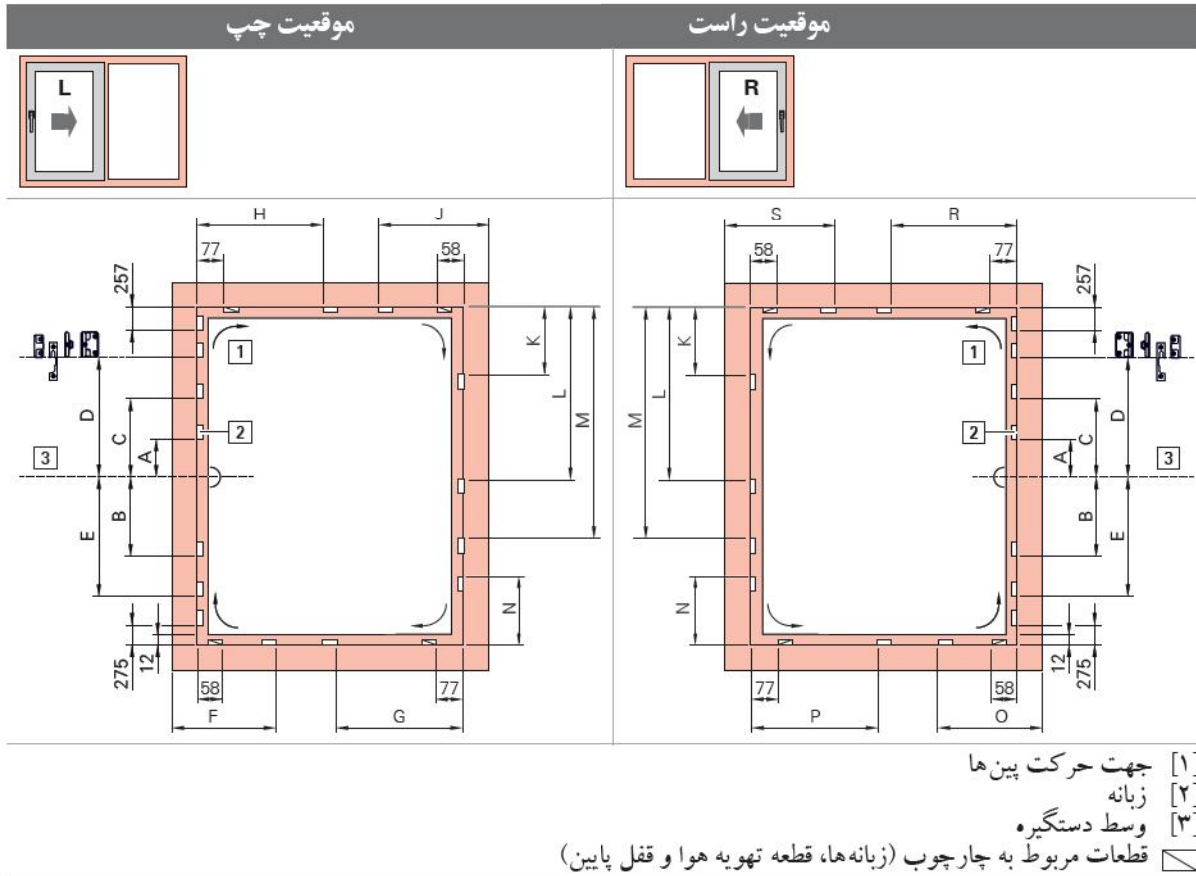 موقعیت راست
موقعیت چپ
L
R
H
J
77
58
257
K
L
M
1
2
3
D
C
A
B
E
N
275
12
58
77
F
G
S
R
58
77
257
K
L
M
1
2
3
D
C
A
B
E
N
77
58
12
275
P
O
[۱] جهت حرکت پین‌ها
[۲] زبانه
[۳] وسط دستگیره
قطعات مربوط به چارچوب (زبانه‌ها، قطعه تهویه هوا و قفل پایین)